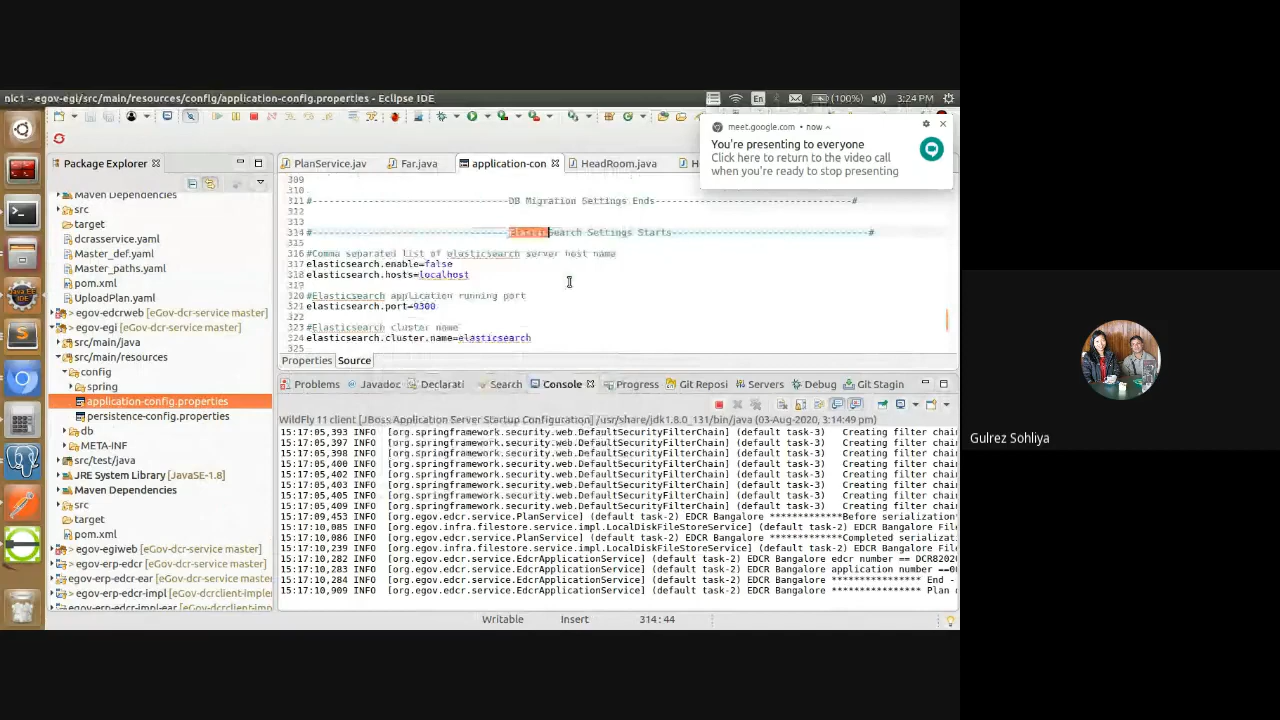 nic1 - egov-egi/src/main/resources/config/application-config.properties - Eclipse IDE
En
(100%)
3:24 PM
meet.google.com • now
You're presenting to everyone
Click here to return to the video call
when you're ready to stop presenting
Package Explorer
PlanService.jav
Far.java
application-con
HeadRoom.java
Maven Dependencies
src
target
dcrasservice.yaml
Master_def.yaml
Master_paths.yaml
pom.xml
UploadPlan.yaml
egov-edcrweb [eGov-dcr-service master]
egov-egi [eGov-dcr-service master]
src/main/java
src/main/resources
config
spring
application-config.properties
persistence-config.properties
db
META-INF
src/test/java
JRE System Library [JavaSE-1.8]
Maven Dependencies
src
target
pom.xml
egov-egiweb [eGov-dcr-service master]
egov-erp-edcr [eGov-dcr-service master]
egov-erp-edcr-ear [eGov-dcr-service mast
egov-erp-edcr-impl [eGov-dcrclient-imple
egov-erp-edcr-impl-ear [eGov-dcrclient-im
309
310
311 #----------------------------------------DB Migration Settings Ends----------------------------------------#
312
313
314 #----------------------------------------ElasticSearch Settings Starts----------------------------------------#
315
316 #Comma separated list of elasticsearch server host name
317 elasticsearch.enable=false
318 elasticsearch.hosts=localhost
319
320 #Elasticsearch application running port
321 elasticsearch.port=9300
322
323 #Elasticsearch cluster name
324 elasticsearch.cluster.name=elasticsearch
325
Properties Source
Problems Javadoc Declarati Search Console Progress Git Reposi Servers Debug Git Stagin
WildFly 11 client [JBoss Application Server Startup Configuration] /usr/share/jdk1.8.0_131/bin/java (03-Aug-2020, 3:14:49 pm)
15:17:05,393 INFO [org.springframework.security.web.DefaultSecurityFilterChain] (default task-3) Creating filter chain
15:17:05,397 INFO [org.springframework.security.web.DefaultSecurityFilterChain] (default task-3) Creating filter chain
15:17:05,398 INFO [org.springframework.security.web.DefaultSecurityFilterChain] (default task-3) Creating filter chain
15:17:05,400 INFO [org.springframework.security.web.DefaultSecurityFilterChain] (default task-3) Creating filter chain
15:17:05,402 INFO [org.springframework.security.web.DefaultSecurityFilterChain] (default task-3) Creating filter chain
15:17:05,403 INFO [org.springframework.security.web.DefaultSecurityFilterChain] (default task-3) Creating filter chain
15:17:05,405 INFO [org.springframework.security.web.DefaultSecurityFilterChain] (default task-3) Creating filter chain
15:17:05,409 INFO [org.springframework.security.web.DefaultSecurityFilterChain] (default task-3) Creating filter chain
15:17:09,453 INFO [org.egov.edcr.service.PlanService] (default task-2) EDCR Bangalore *************Before serialization*
15:17:10,085 INFO [org.egov.infra.filestore.service.impl.LocalDiskFileStoreService] (default task-2) EDCR Bangalore File
15:17:10,086 INFO [org.egov.edcr.service.PlanService] (default task-2) EDCR Bangalore *************Completed serializati
15:17:10,239 INFO [org.egov.infra.filestore.service.impl.LocalDiskFileStoreService] (default task-2) EDCR Bangalore File
15:17:10,282 INFO [org.egov.edcr.service.EdcrApplicationService] (default task-2) EDCR Bangalore edcr number == DCR82020
15:17:10,283 INFO [org.egov.edcr.service.EdcrApplicationService] (default task-2) EDCR Bangalore application number ==00
15:17:10,284 INFO [org.egov.edcr.service.EdcrApplicationService] (default task-2) EDCR Bangalore **************** End -
15:17:10,909 INFO [org.egov.edcr.service.EdcrApplicationService] (default task-2) EDCR Bangalore **************** Plan d
Writable Insert 314:44
Gulrez Sohliya